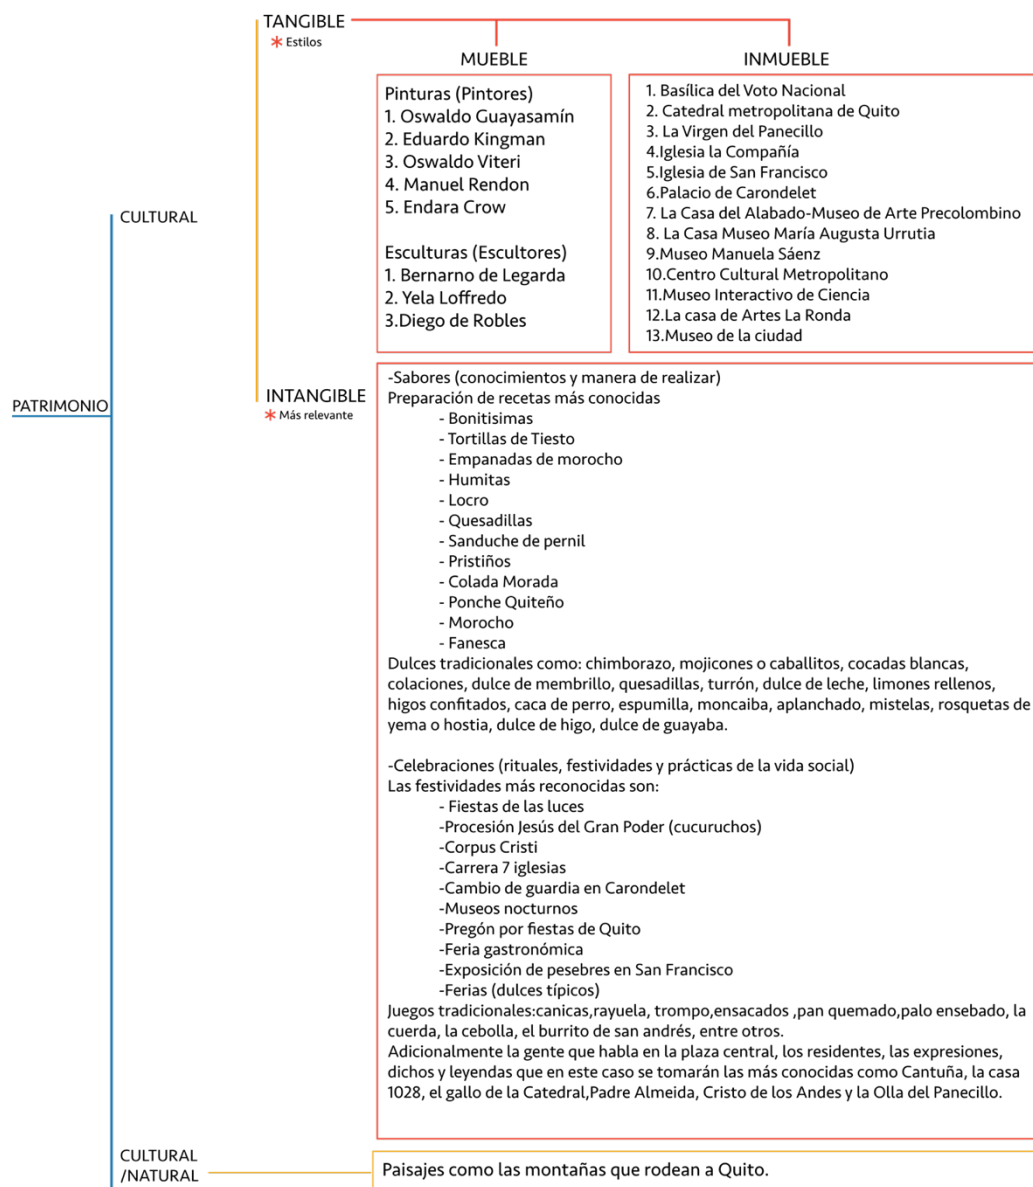 TANGIBLE
* Estilos
MUEBLE
INMUEBLE
Pinturas (Pintores)
1. Oswaldo Guayasamín
2. Eduardo Kingman
3. Oswaldo Viteri
4. Manuel Rendon
5. Endara Crow
Esculturas (Escultores)
1. Bernarno de Legarda
2. Yela Loffredo
3.Diego de Robles
1. Basílica del Voto Nacional
2. Catedral metropolitana de Quito
3. La Virgen del Panecillo
4.Iglesia la Compañía
5.Iglesia de San Francisco
6.Palacio de Carondelet
7. La Casa del Alabado-Museo de Arte Precolombino
8. La Casa Museo María Augusta Urrutia
9.Museo Manuela Sáenz
10.Centro Cultural Metropolitano
11.Museo Interactivo de Ciencia
12.La casa de Artes La Ronda
13.Museo de la ciudad
CULTURAL
PATRIMONIO
INTANGIBLE
* Más relevante
-Sabores (conocimientos y manera de realizar)
Preparación de recetas más conocidas
- Bonitisimas
- Tortillas de Tiesto
- Empanadas de morocho
- Humitas
- Locro
- Quesadillas
- Sanduche de pernil
- Pristiños
- Colada Morada
- Ponche Quiteño
- Morocho
- Fanesca
Dulces tradicionales como: chimborazo, mojicones o caballitos, cocadas blancas,
colaciones, dulce de membrillo, quesadillas, turrón, dulce de leche, limones rellenos,
higos confitados, caca de perro, espumilla, moncaiba, aplanchado, mistelas, rosquetas de
yema o hostia, dulce de higo, dulce de guayaba.
-Celebraciones (rituales, festividades y prácticas de la vida social)
Las festividades más reconocidas son:
- Fiestas de las luces
-Procesión Jesús del Gran Poder (cucuruchos)
-Corpus Cristi
-Carrera 7 iglesias
-Cambio de guardia en Carondelet
-Museos nocturnos
-Pregón por fiestas de Quito
-Feria gastronómica
-Exposición de pesebres en San Francisco
-Ferias (dulces típicos)
Juegos tradicionales:canicas,rayuela, trompo,ensacados ,pan quemado,palo ensebado, la
cuerda, la cebolla, el burrito de san andrés, entre otros.
Adicionalmente la gente que habla en la plaza central, los residentes, las expresiones,
dichos y leyendas que en este caso se tomarán las más conocidas como Cantuña, la casa
1028, el gallo de la Catedral,Padre Almeida, Cristo de los Andes y la Olla del Panecillo.
CULTURAL
/NATURAL
Paisajes como las montañas que rodean a Quito.